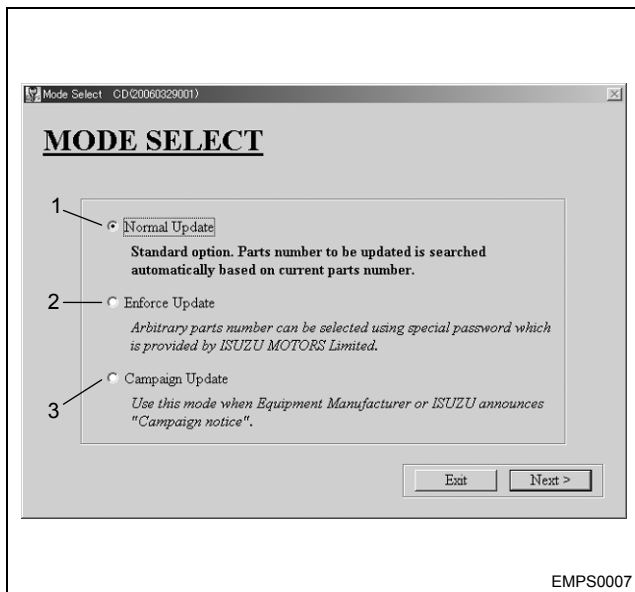 Mode Select CD(20060329001)
MODE SELECT
1
Normal Update
Standard option. Parts number to be updated is searched
automatically based on current parts number.
2
Enforce Update
Arbitrary parts number can be selected using special password which
is provided by ISUZU MOTORS Limited.
3
Campaign Update
Use this mode when Equipment Manufacturer or ISUZU announces
"Campaign notice".
Exit
Next >
EMPS0007